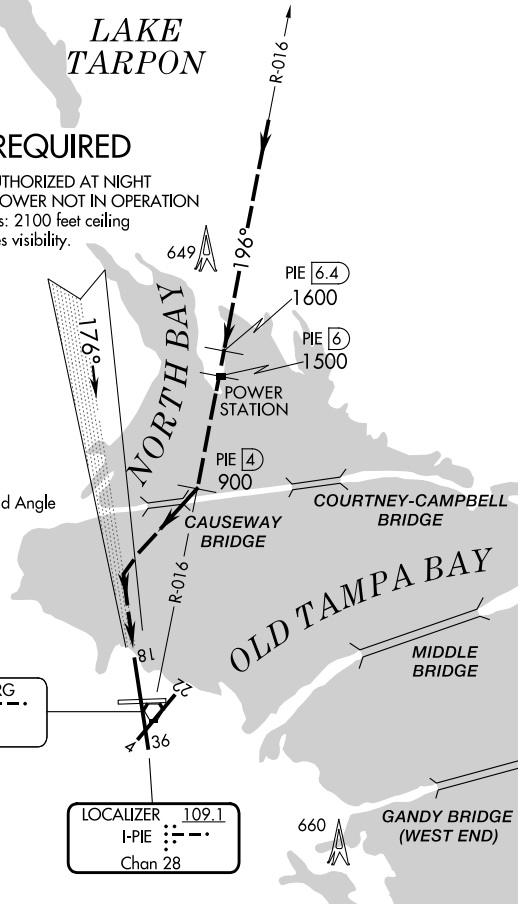 LAKE
TARPON
R-016
REQUIRED
AUTHORIZED AT NIGHT
TOWER NOT IN OPERATION
s: 2100 feet ceiling
es visibility.
649
196°
PIE 6.4
1600
PIE 6
1500
176°
NORTH BAY
POWER
STATION
PIE 4
900
d Angle
COURTNEY-CAMPBELL
BRIDGE
CAUSEWAY
BRIDGE
R-016
OLD TAMPA BAY
18
MIDDLE
BRIDGE
RG
22
4
36
LOCALIZER 109.1
I-PIE
Chan 28
660
GANDY BRIDGE
(WEST END)